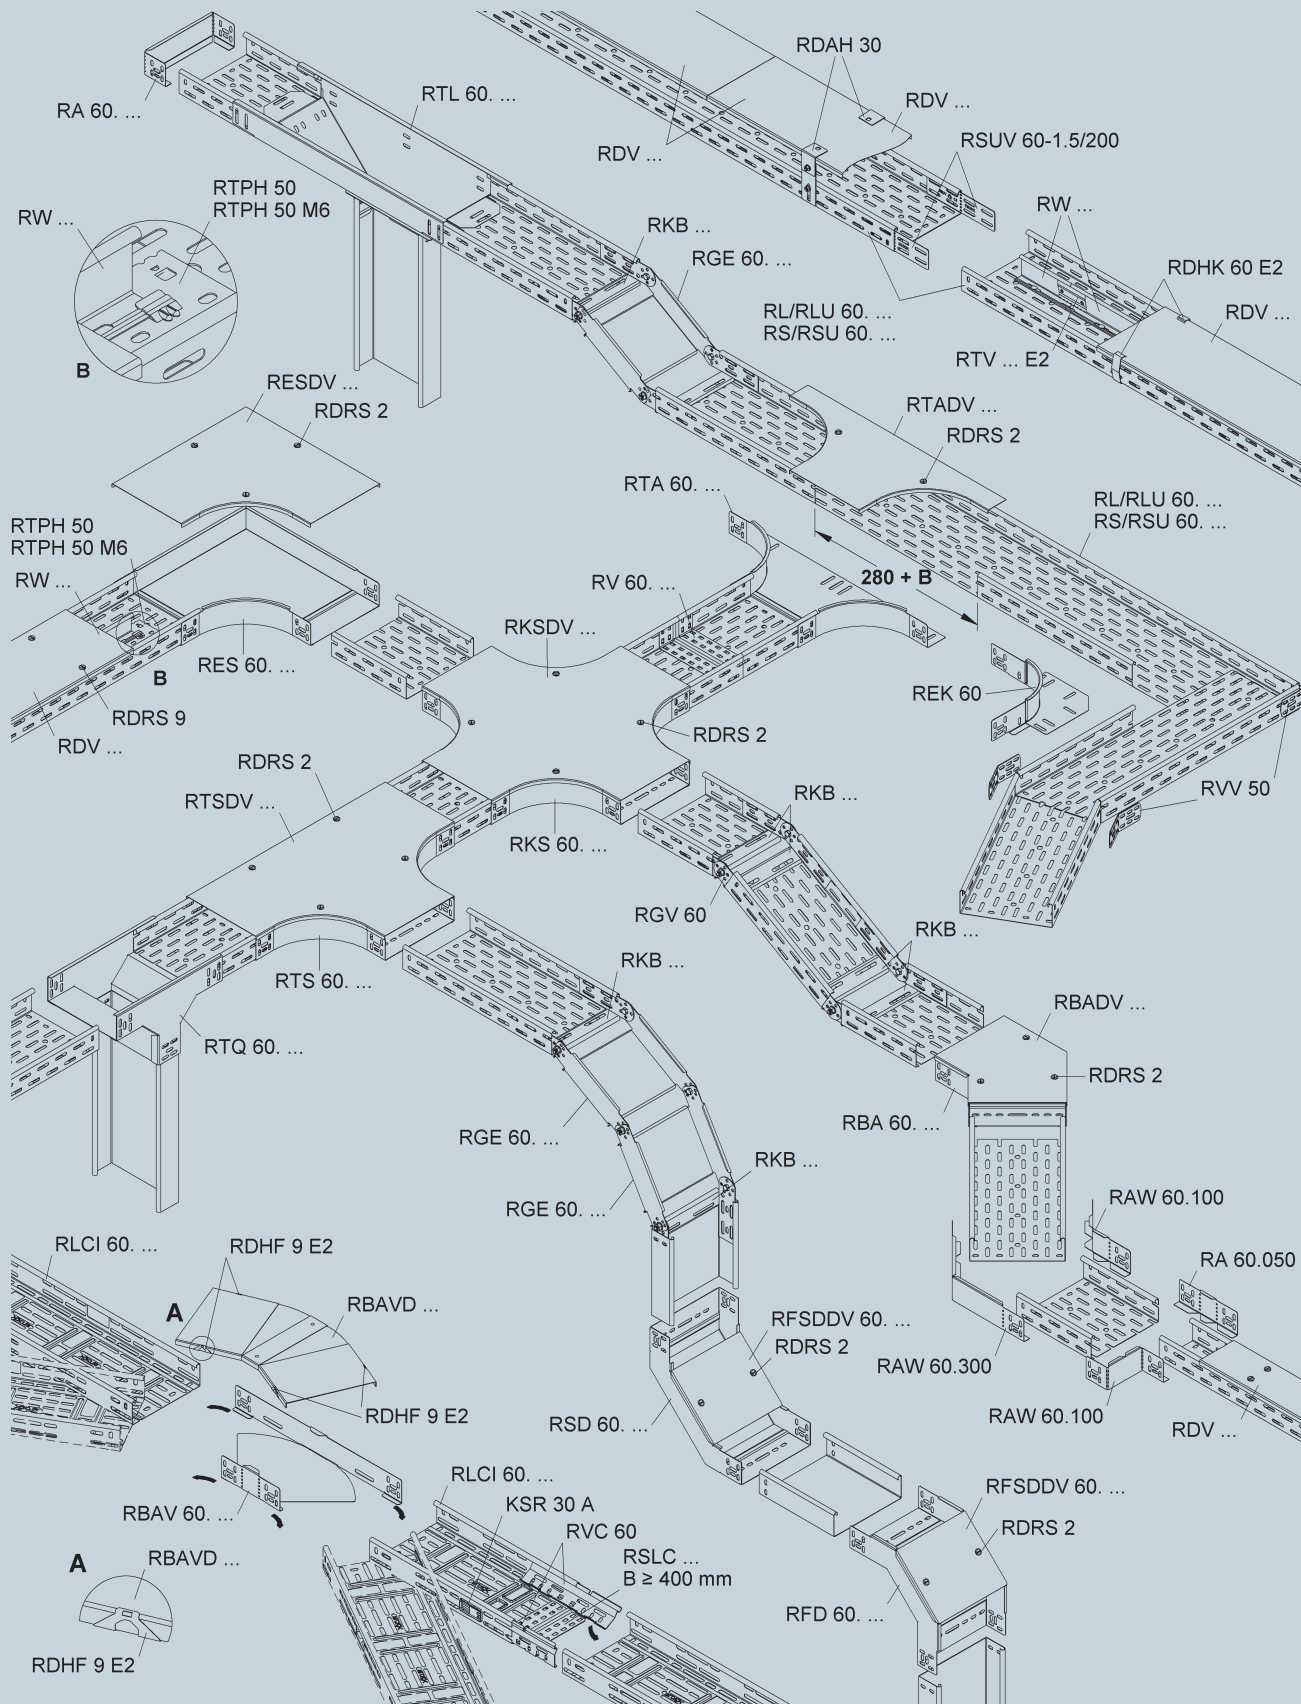 RDAH 30
RTL 60. ...
RDV ...
RA 60. ...
RSUV 60-1.5/200
RDV ...
RTPH 50
RTPH 50 M6
RW ...
RW ...
RKB ...
RGE 60. ...
RDHK 60 E2
RL/RLU 60. ...
RS/RSU 60. ...
RDV ...
RTV ... E2
B
RESDV ...
RDRS 2
RTADV ...
RDRS 2
RTA 60. ...
RL/RLU 60. ...
RS/RSU 60. ...
RTPH 50
RTPH 50 M6
RW ...
RV 60. ...
280 + B
RKSDV ...
RES 60. ...
B
REK 60
RDRS 9
RDV ...
RDRS 2
RDRS 2
RTSDV ...
RKB ...
RVV 50
RKS 60. ...
RGV 60
RKB ...
RKB ...
RTS 60. ...
RBADV ...
RTQ 60. ...
RDRS 2
RBA 60. ...
RGE 60. ...
RKB ...
RAW 60.100
RGE 60. ...
RLCI 60. ...
RDHF 9 E2
RA 60.050
A
RBAVD ...
RFSDDV 60. ...
RDRS 2
RAW 60.300
RDHF 9 E2
RSD 60. ...
RAW 60.100
RDV ...
RLCI 60. ...
RBAV 60. ...
KSR 30 A
RFSDDV 60. ...
RVC 60
RDRS 2
A
RBAVD ...
RSLC ...
B ≥ 400 mm
RFD 60. ...
RDHF 9 E2